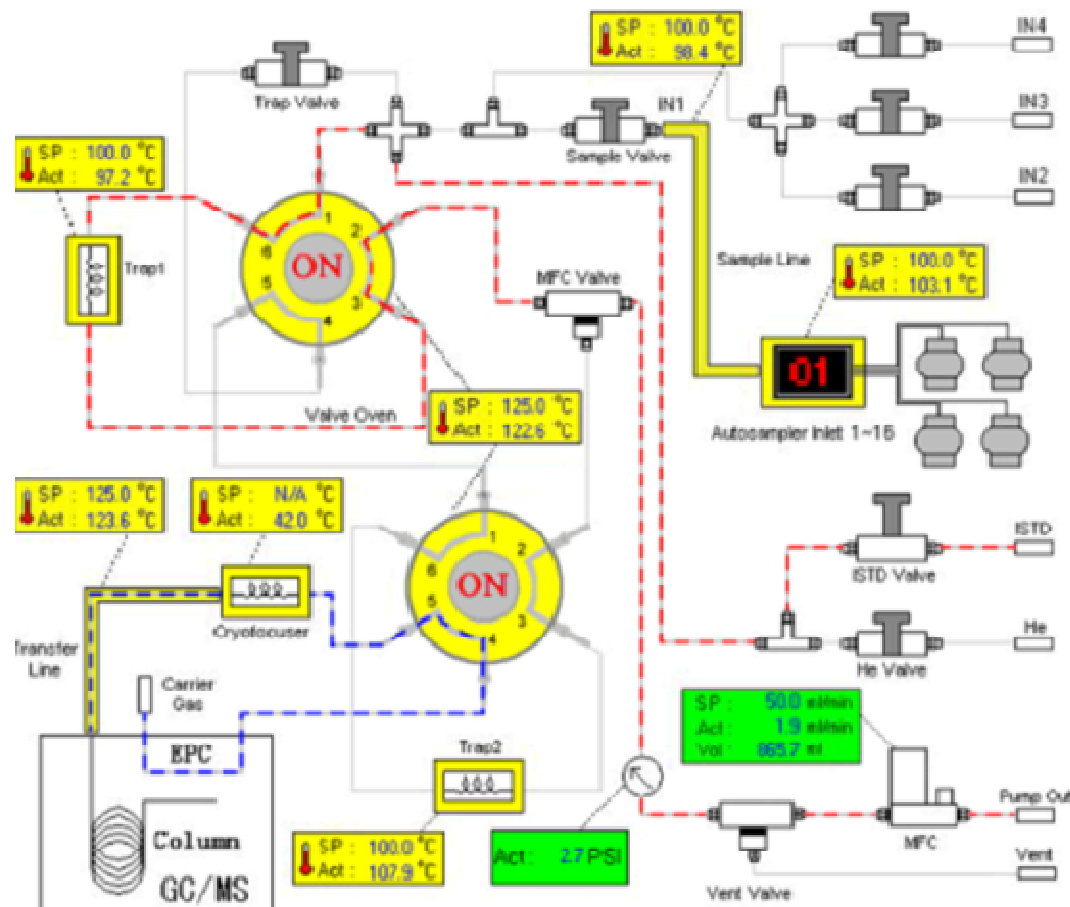 SP : 100.0 °C
Act : 98.4 °C
IN4
Trap Valve
IN1
IN3
Sample Valve
SP : 100.0 °C
Act : 97.2 °C
IN2
1
2
6
ON
Trap1
5
3
4
Sample Line
SP : 100.0 °C
Act : 103.1 °C
MFC Valve
01
Valve Oven
SP : 125.0 °C
Act : 122.6 °C
Autosampler Inlet 1~16
SP : 125.0 °C
Act : 123.6 °C
SP : N/A °C
Act : 42.0 °C
1
2
6
ON
5
3
4
ISTD
ISTD Valve
Cryofocuser
He
He Valve
Transfer
Line
Carrier
Gas
SP : 50.0 ml/min
Act : 1.9 ml/min
Vol : 865.7 ml
EPC
Trap2
Pump Out
MFC
Column
SP : 100.0 °C
Act : 107.9 °C
Act : 2.7 PSI
Vent
GC/MS
Vent Valve